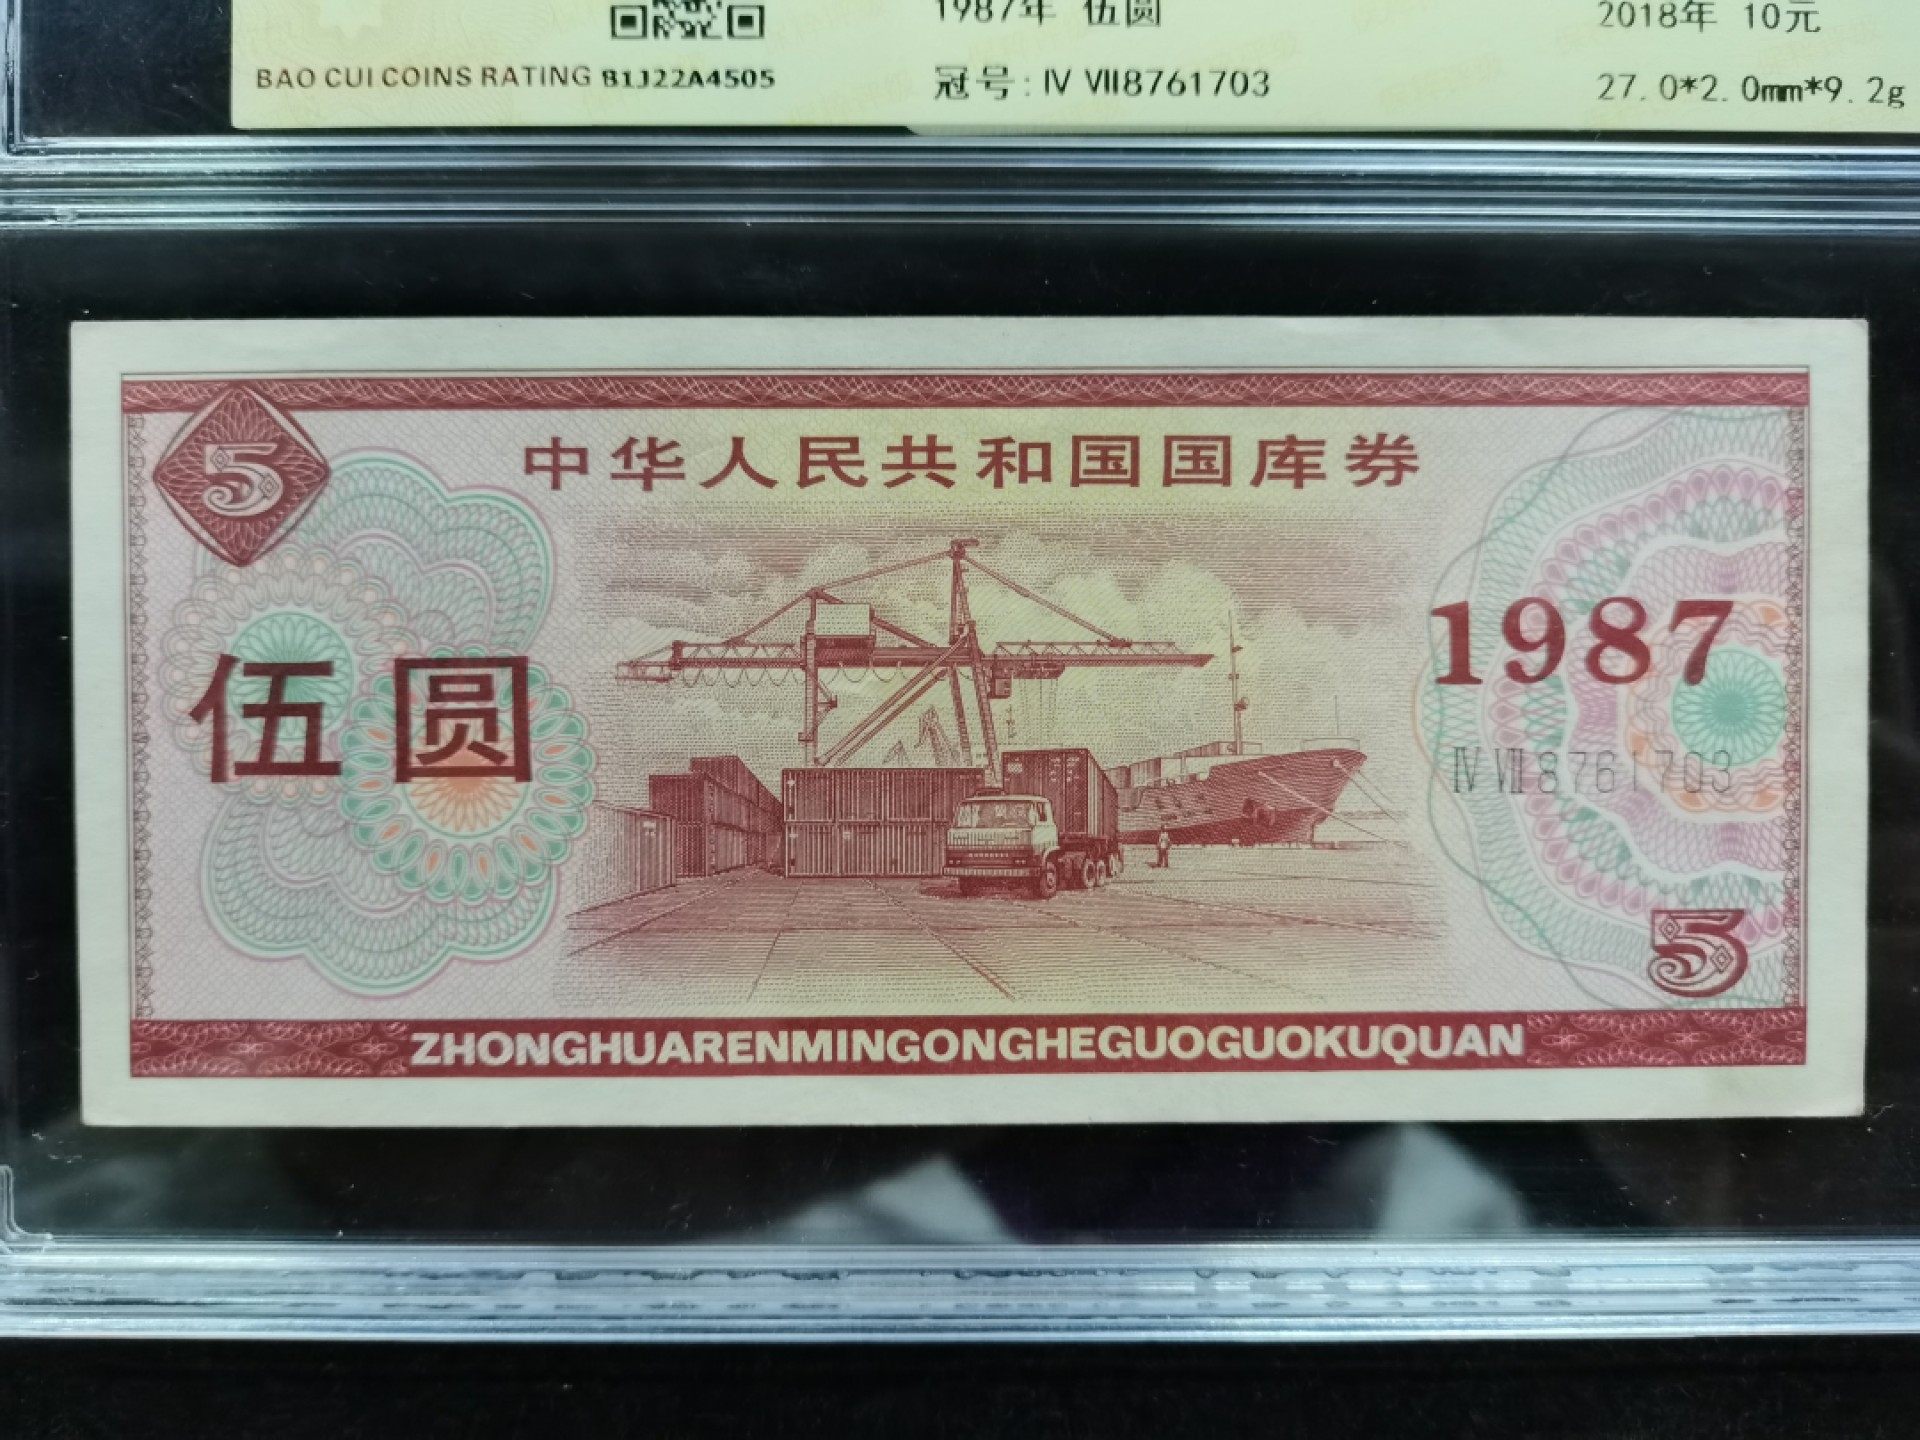 1987年 伍圆
2018年 10元
BAO CUI COINS RATING B1J22A4505
冠号: Ⅳ Ⅶ8761703
27.0*2.0mm*9.2g
5
中华人民共和国国库券
伍圆
1987
Ⅳ Ⅶ 8761703
5
ZHONGHUARENMINGONGHEGUOGUOKUQUAN